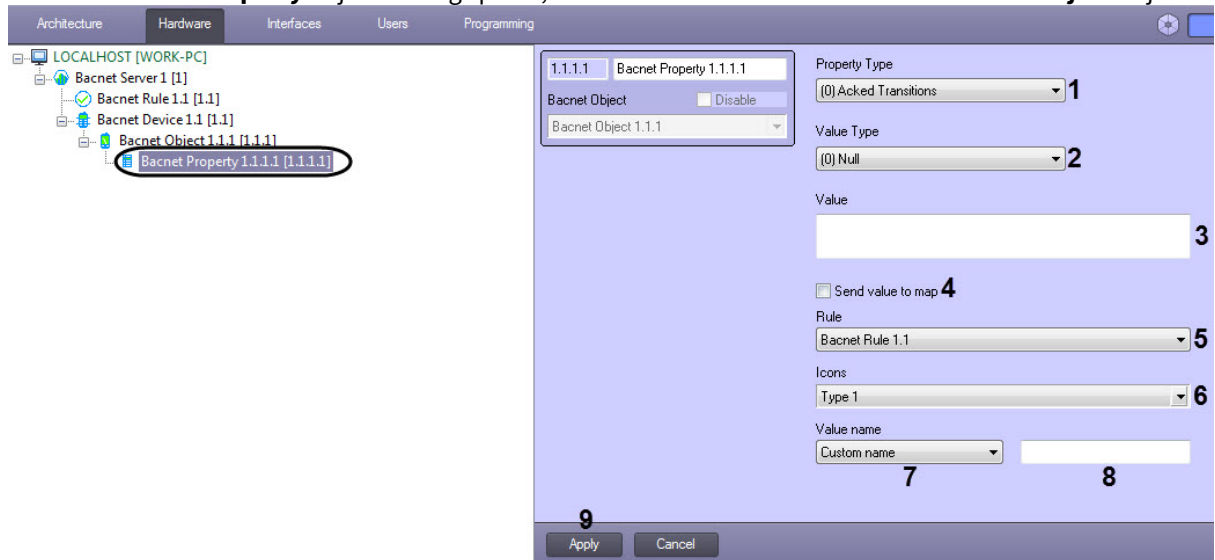 Architecture Hardware Interfaces Users Programming
LOCALHOST [WORK-PC]
Bacnet Server 1 [1]
Bacnet Rule 1.1 [1.1]
Bacnet Device 1.1 [1.1]
Bacnet Object 1.1.1 [1.1.1]
Bacnet Property 1.1.1.1 [1.1.1.1]
1.1.1.1 Bacnet Property 1.1.1.1
Bacnet Object Disable
Bacnet Object 1.1.1
Property Type
(0) Acked Transitions 1
Value Type
(0) Null 2
Value
3
Send value to map 4
Rule
Bacnet Rule 1.1 5
Icons
Type 1 6
Value name
Custom name
7 8
9
Apply Cancel